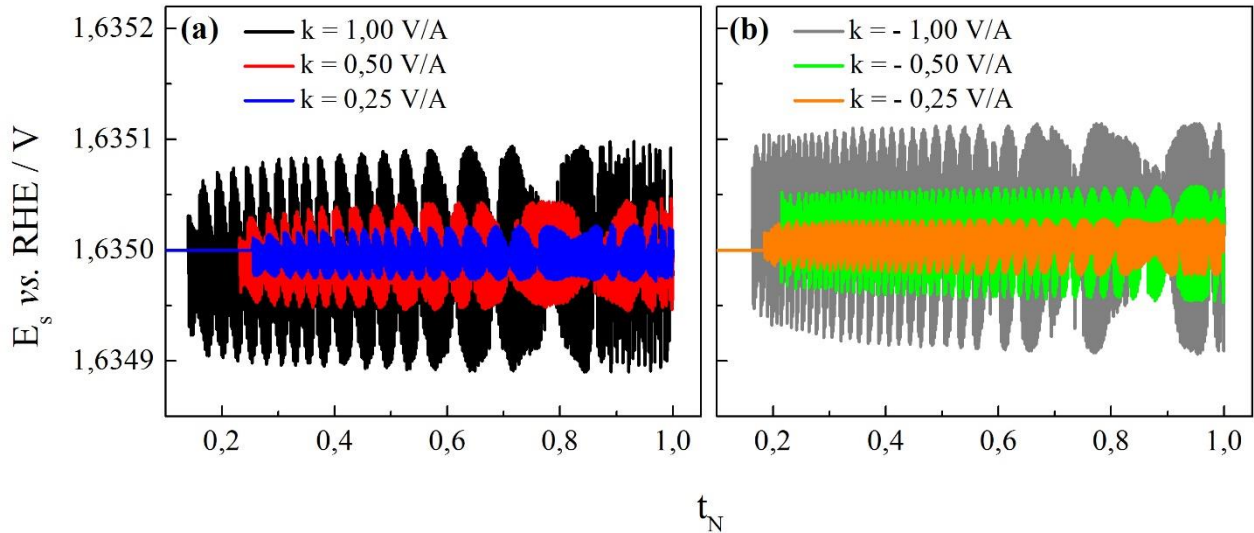 (a)
k = 1,00 V/A
k = 0,50 V/A
k = 0,25 V/A
(b)
k = - 1,00 V/A
k = - 0,50 V/A
k = - 0,25 V/A
E_s vs. RHE / V
1,6352
1,6351
1,6350
1,6349
0,2 0,4 0,6 0,8 1,0
0,2 0,4 0,6 0,8 1,0
t_N